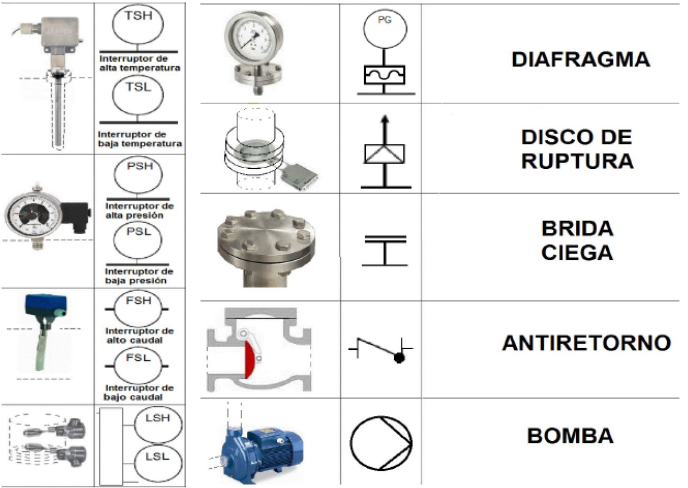 TSH
Interruptor de
alta temperatura
TSL
Interruptor de
baja temperatura
PSH
Interruptor de
alta presión
PSL
Interruptor de
baja presión
FSH
Interruptor de
alto caudal
FSL
Interruptor de
bajo caudal
LSH
LSL
PG
DIAFRAGMA
DISCO DE
RUPTURA
BRIDA
CIEGA
ANTIRETORNO
BOMBA